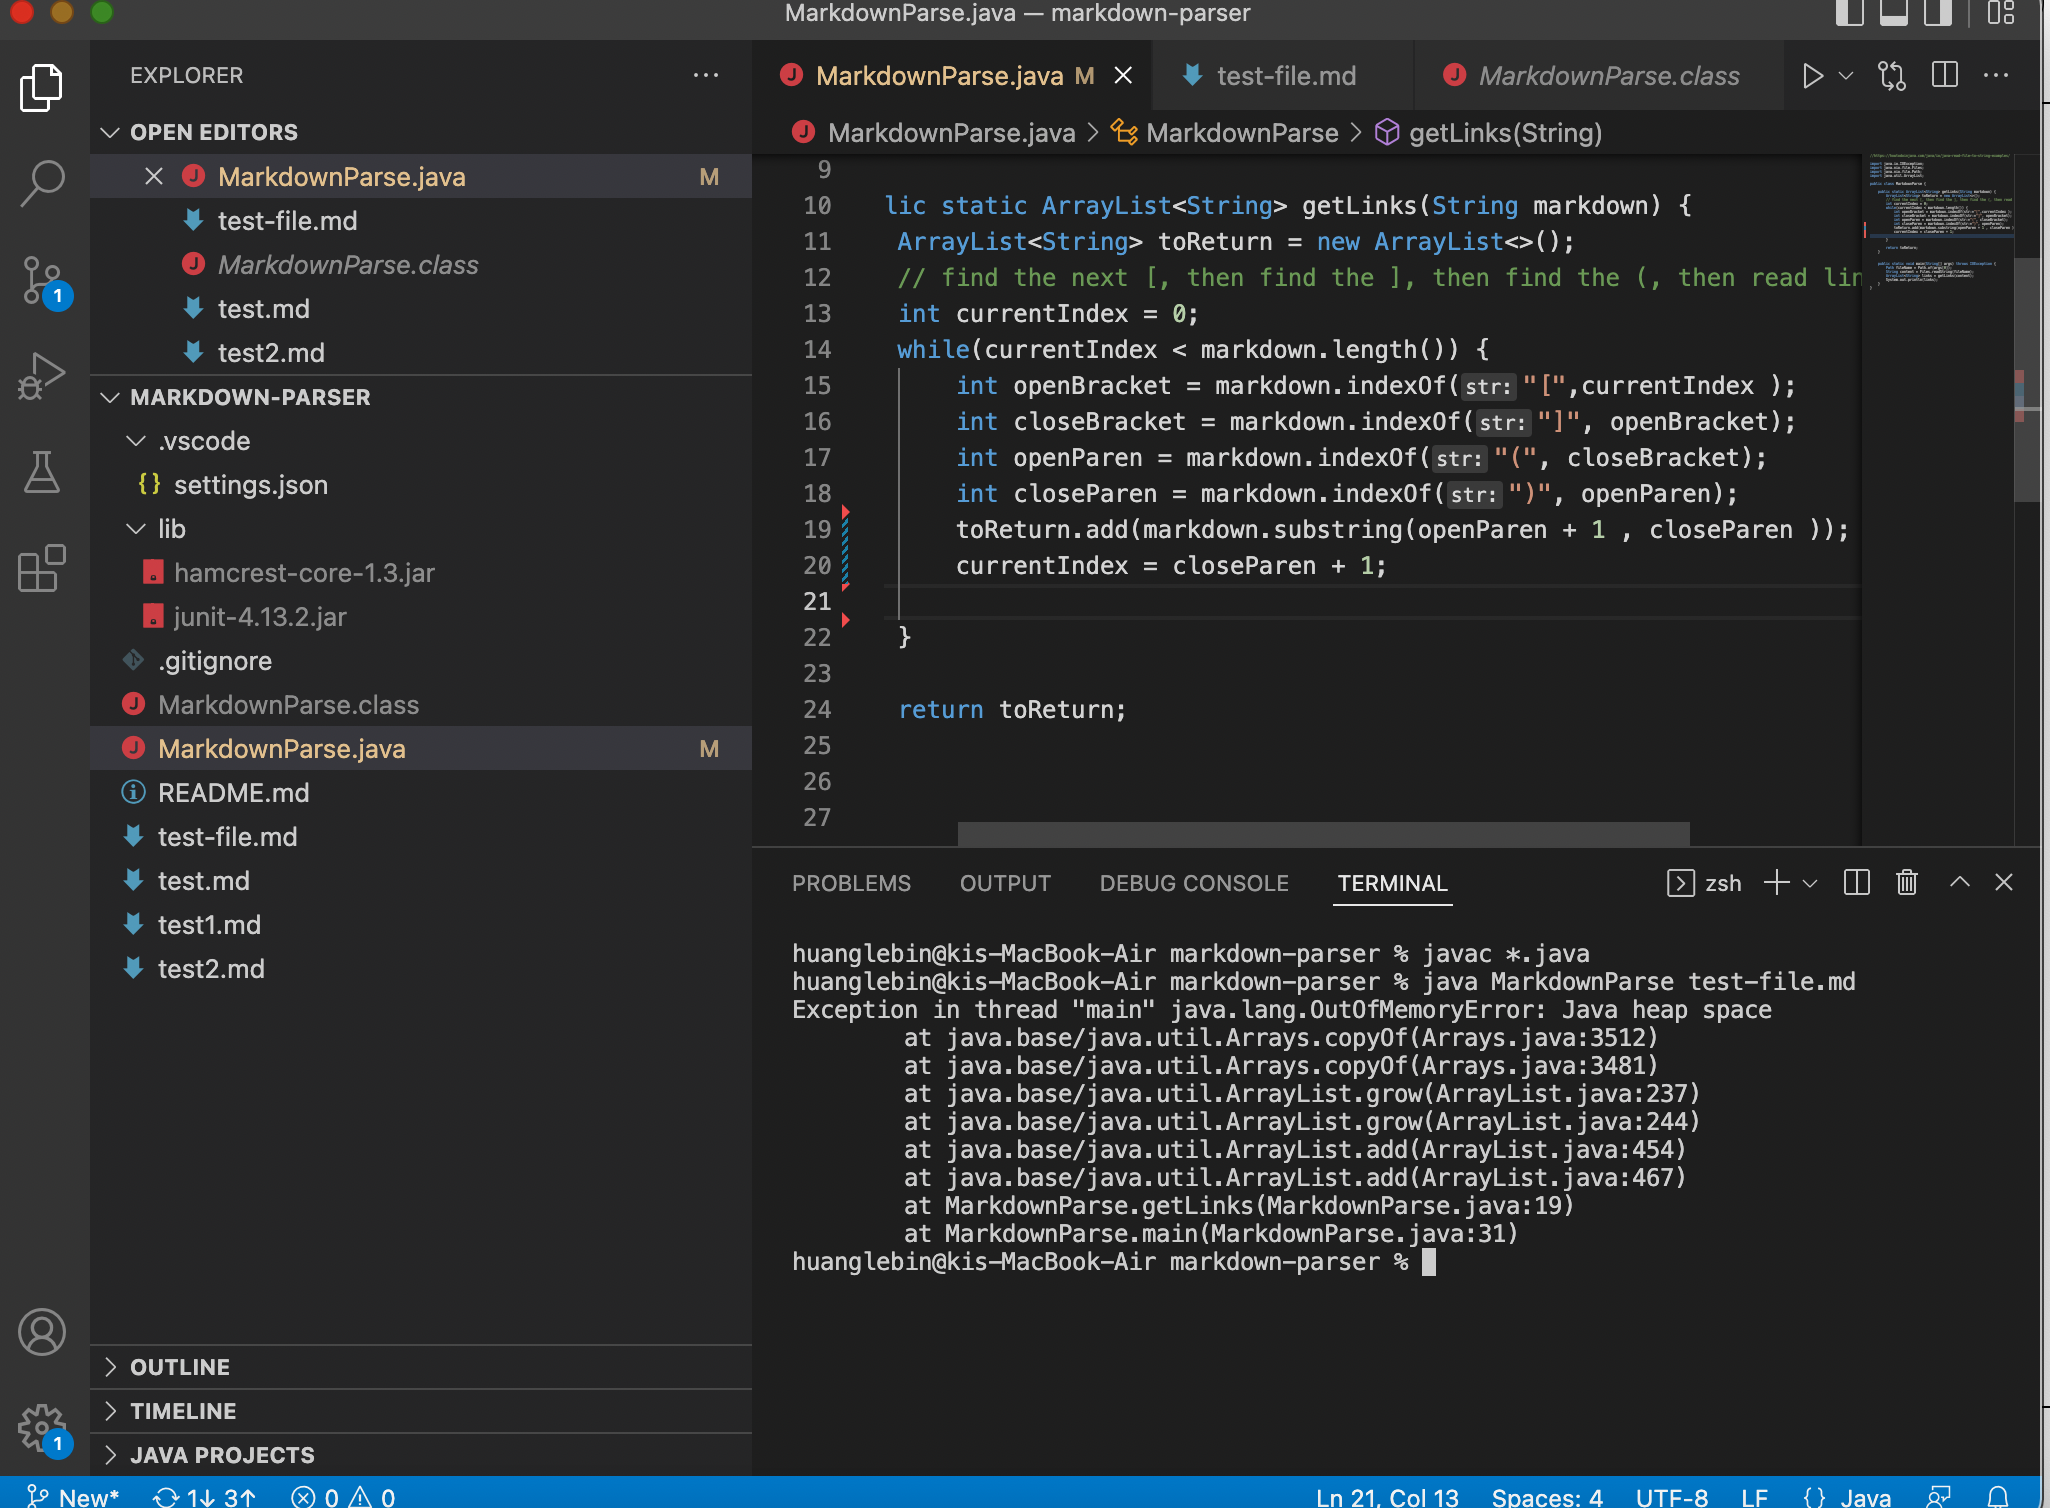 MarkdownParse.java — markdown-parser
EXPLORER
OPEN EDITORS
MarkdownParse.java M
test-file.md
MarkdownParse.class
test.md
test2.md
MARKDOWN-PARSER
.vscode
{} settings.json
lib
hamcrest-core-1.3.jar
junit-4.13.2.jar
.gitignore
MarkdownParse.class
MarkdownParse.java M
README.md
test-file.md
test.md
test1.md
test2.md
OUTLINE
TIMELINE
JAVA PROJECTS
1
1
MarkdownParse.java M
test-file.md
MarkdownParse.class
MarkdownParse.java > MarkdownParse > getLinks(String)
9
10 lic static ArrayList<String> getLinks(String markdown) {
11 ArrayList<String> toReturn = new ArrayList<>();
12 // find the next [, then find the ], then find the (, then read lin
13 int currentIndex = 0;
14 while(currentIndex < markdown.length()) {
15 int openBracket = markdown.indexOf(str: "[",currentIndex );
16 int closeBracket = markdown.indexOf(str: "]", openBracket);
17 int openParen = markdown.indexOf(str: "(", closeBracket);
18 int closeParen = markdown.indexOf(str: ")", openParen);
19 toReturn.add(markdown.substring(openParen + 1 , closeParen ));
20 currentIndex = closeParen + 1;
21
22 }
23
24 return toReturn;
25
26
27
PROBLEMS OUTPUT DEBUG CONSOLE TERMINAL zsh
huanglebin@kis-MacBook-Air markdown-parser % javac *.java
huanglebin@kis-MacBook-Air markdown-parser % java MarkdownParse test-file.md
Exception in thread "main" java.lang.OutOfMemoryError: Java heap space
at java.base/java.util.Arrays.copyOf(Arrays.java:3512)
at java.base/java.util.Arrays.copyOf(Arrays.java:3481)
at java.base/java.util.ArrayList.grow(ArrayList.java:237)
at java.base/java.util.ArrayList.grow(ArrayList.java:244)
at java.base/java.util.ArrayList.add(ArrayList.java:454)
at java.base/java.util.ArrayList.add(ArrayList.java:467)
at MarkdownParse.getLinks(MarkdownParse.java:19)
at MarkdownParse.main(MarkdownParse.java:31)
huanglebin@kis-MacBook-Air markdown-parser %
New* 1↓ 3↑ 0 0 Ln 21, Col 13 Spaces: 4 UTF-8 LF {} Java